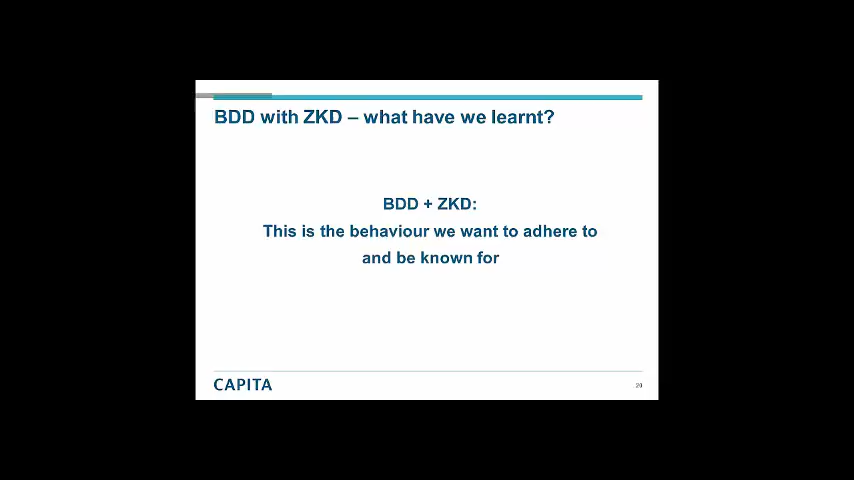 BDD with ZKD – what have we learnt?
BDD + ZKD:
This is the behaviour we want to adhere to
and be known for
CAPITA
20